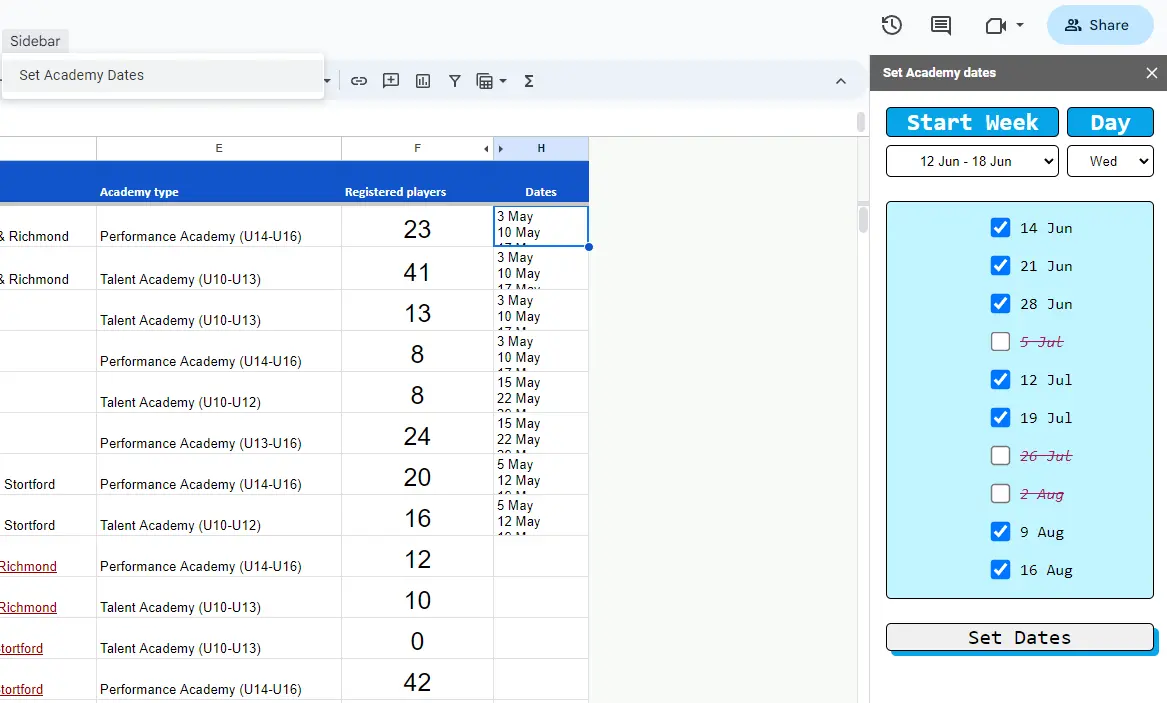 Share
Sidebar
Set Academy Dates
Set Academy dates
E
F
H
Academy type
Registered players
Dates
& Richmond
Performance Academy (U14-U16)
23
3 May
10 May
& Richmond
Talent Academy (U10-U13)
41
3 May
10 May
Talent Academy (U10-U13)
13
3 May
10 May
Performance Academy (U14-U16)
8
3 May
10 May
Talent Academy (U10-U12)
8
15 May
22 May
Performance Academy (U13-U16)
24
15 May
22 May
Stortford
Performance Academy (U14-U16)
20
5 May
12 May
Stortford
Talent Academy (U10-U12)
16
5 May
12 May
Richmond
Performance Academy (U14-U16)
12
Richmond
Talent Academy (U10-U13)
10
tortford
Talent Academy (U10-U13)
0
tortford
Performance Academy (U14-U16)
42
Start Week
Day
12 Jun - 18 Jun
Wed
14 Jun
21 Jun
28 Jun
5 Jul
12 Jul
19 Jul
26 Jul
2 Aug
9 Aug
16 Aug
Set Dates